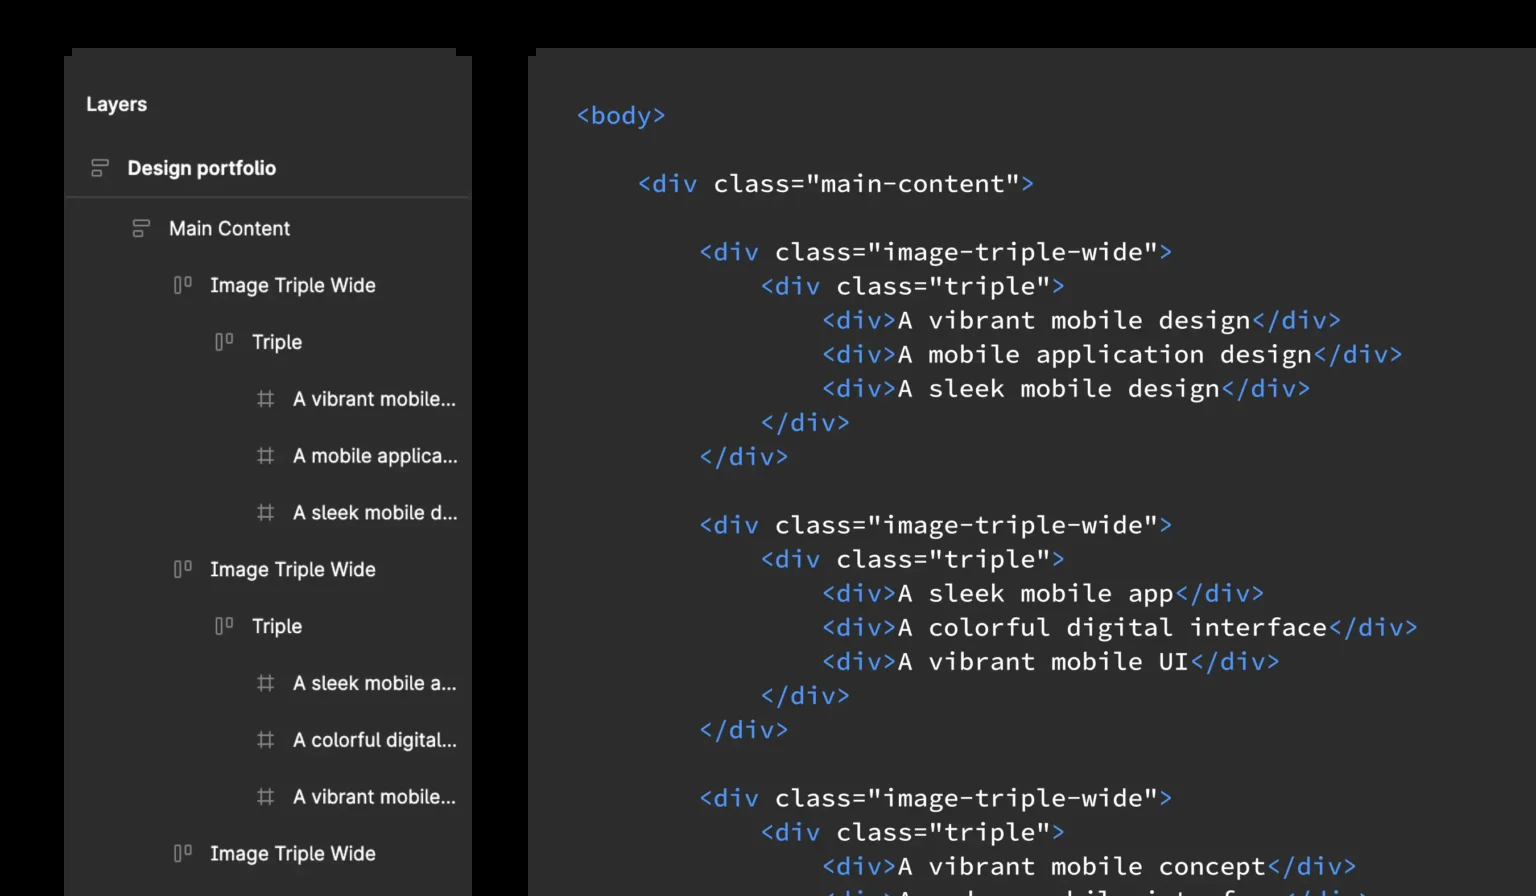 Layers
Design portfolio
Main Content
Image Triple Wide
Triple
A vibrant mobile...
A mobile applica...
A sleek mobile d...
Image Triple Wide
Triple
A sleek mobile a...
A colorful digital...
A vibrant mobile...
Image Triple Wide
<body>
<div class="main-content">
<div class="image-triple-wide">
<div class="triple">
<div>A vibrant mobile design</div>
<div>A mobile application design</div>
<div>A sleek mobile design</div>
</div>
</div>
<div class="image-triple-wide">
<div class="triple">
<div>A sleek mobile app</div>
<div>A colorful digital interface</div>
<div>A vibrant mobile UI</div>
</div>
</div>
<div class="image-triple-wide">
<div class="triple">
<div>A vibrant mobile concept</div>